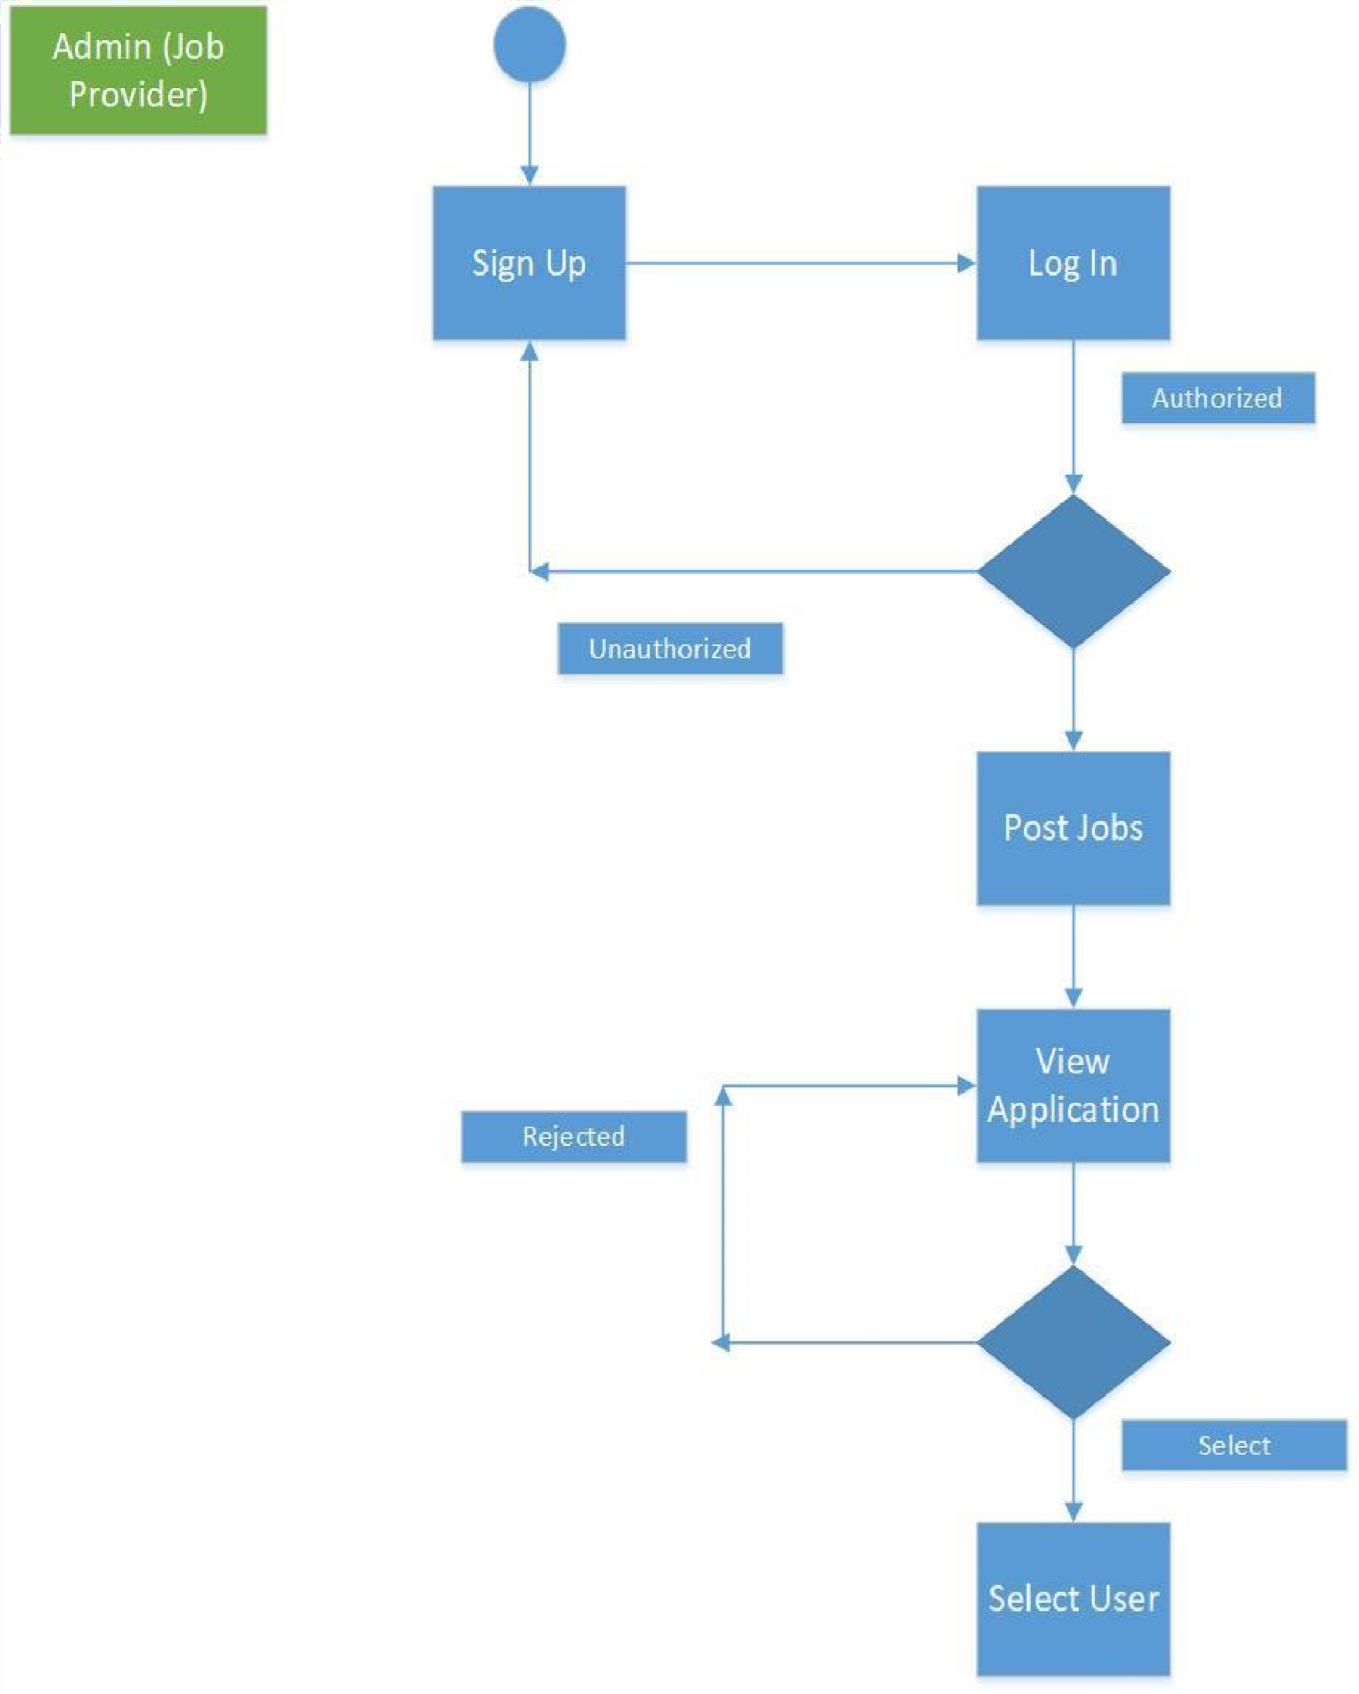 Admin (Job
Provider)
Sign Up
Log In
Authorized
Unauthorized
Post Jobs
View
Application
Rejected
Select
Select User